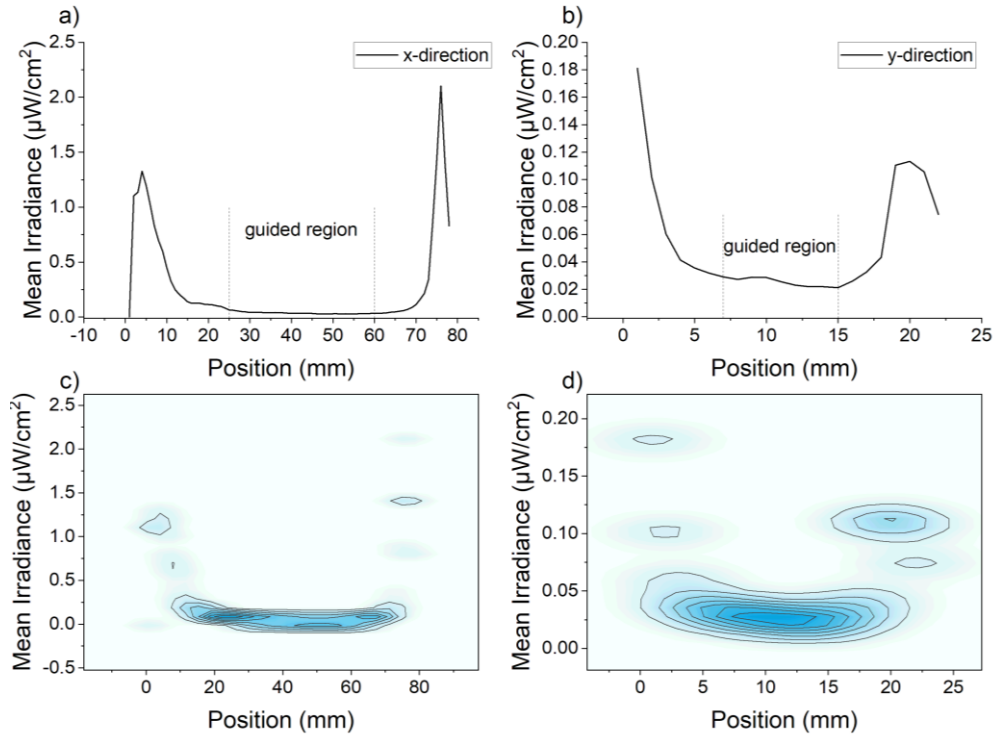 a)
Mean Irradiance (µW/cm²)
2.5
2.0
1.5
1.0
0.5
0.0
x-direction
guided region
-10 0 10 20 30 40 50 60 70 80
Position (mm)
b)
Mean Irradiance (µW/cm²)
0.20
0.18
0.16
0.14
0.12
0.10
0.08
0.06
0.04
0.02
0.00
y-direction
guided region
0 5 10 15 20 25
Position (mm)
c)
Mean Irradiance (µW/cm²)
2.5
2.0
1.5
1.0
0.5
0.0
-0.5
0 20 40 60 80
Position (mm)
d)
Mean Irradiance (µW/cm²)
0.20
0.15
0.10
0.05
0.00
0 5 10 15 20 25
Position (mm)